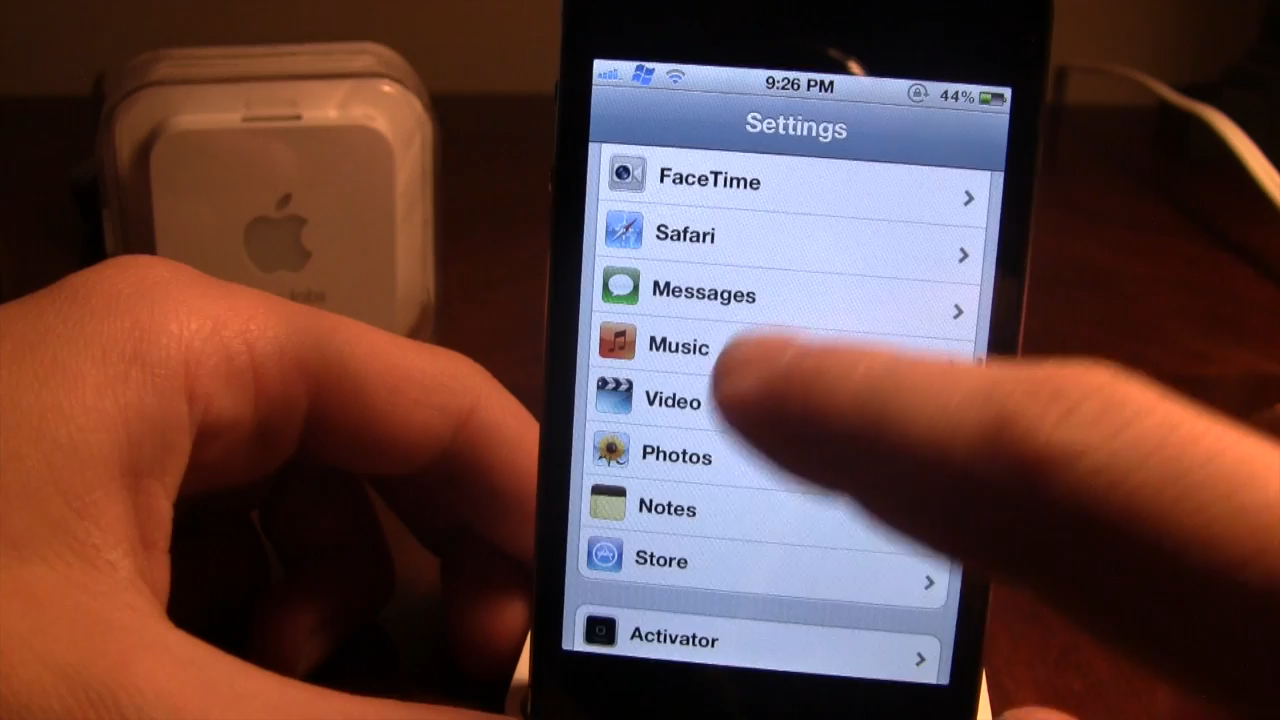 9:26 PM
44%
Settings
FaceTime
Safari
Messages
Music
Video
Photos
Notes
Store
Activator